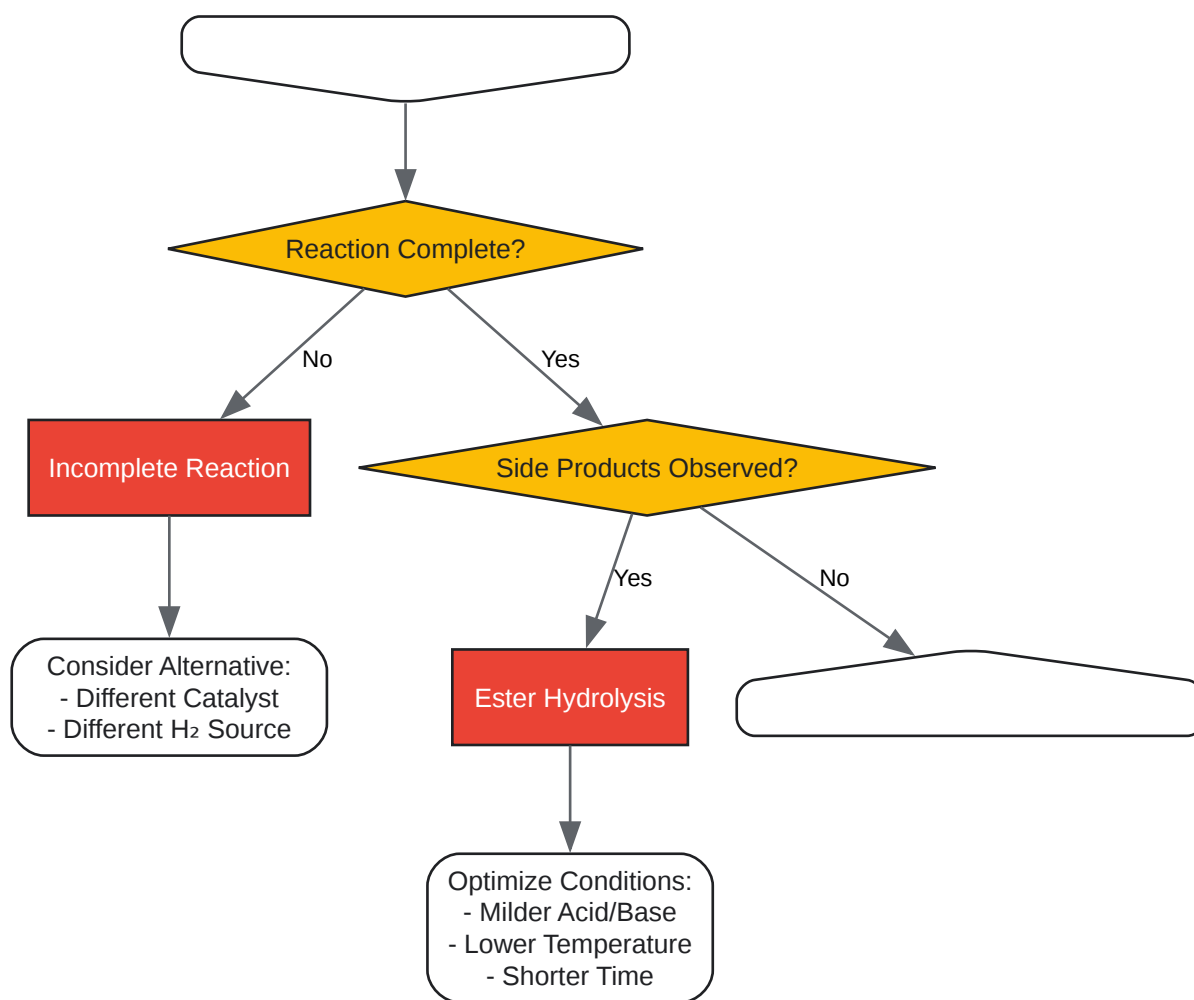 Reaction Complete?
No
Yes
Incomplete Reaction
Side Products Observed?
Yes
No
Consider Alternative:
- Different Catalyst
- Different H₂ Source
Ester Hydrolysis
Optimize Conditions:
- Milder Acid/Base
- Lower Temperature
- Shorter Time